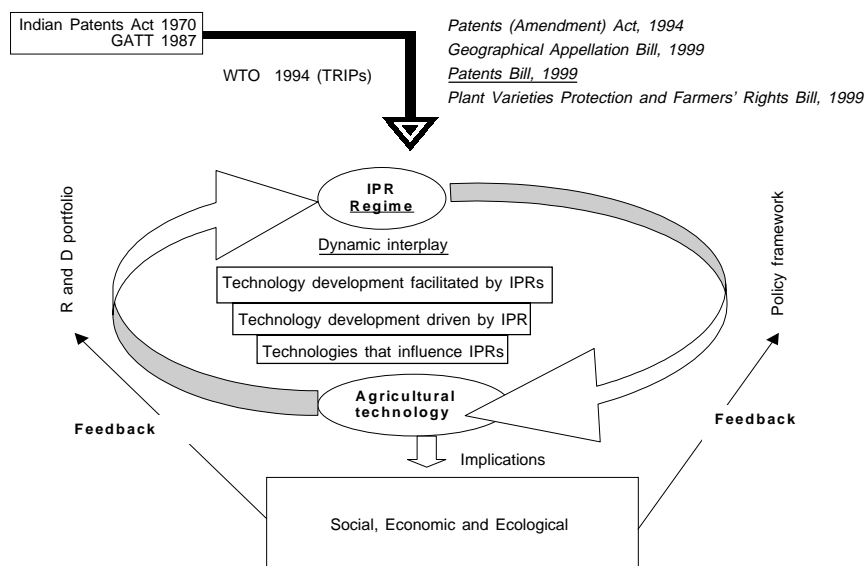 Indian Patents Act 1970
GATT 1987
WTO 1994 (TRIPs)
Patents (Amendment) Act, 1994
Geographical Appellation Bill, 1999
Patents Bill, 1999
Plant Varieties Protection and Farmers' Rights Bill, 1999
R and D portfolio
IPR
Regime
Dynamic interplay
Technology development facilitated by IPRs
Technology development driven by IPR
Technologies that influence IPRs
Policy framework
Agricultural
technology
Feedback
Feedback
Implications
Social, Economic and Ecological